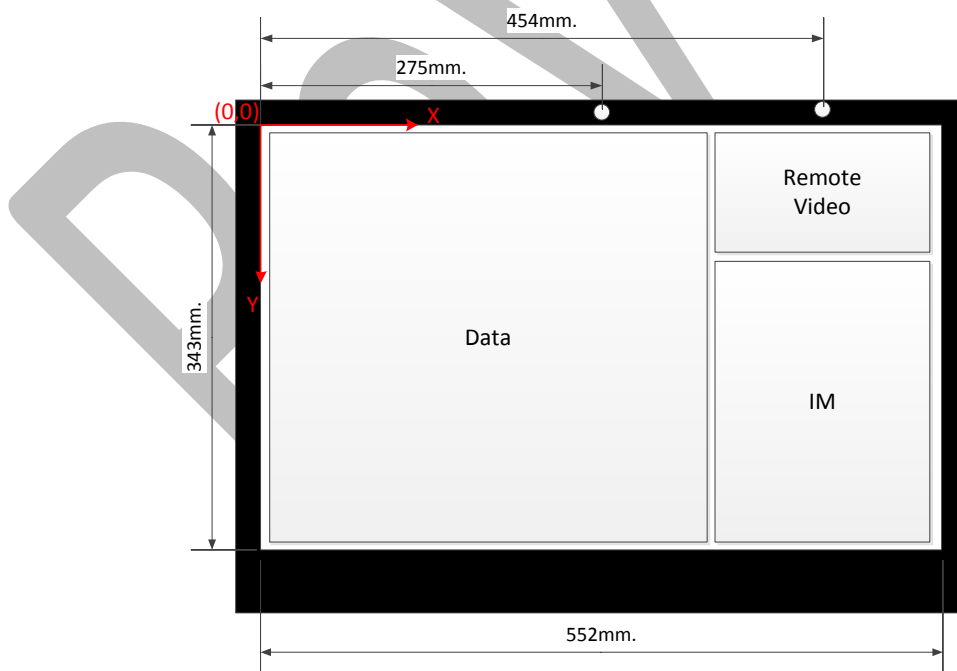 454mm.
275mm.
(0,0)
X
Remote
Video
Y
343mm.
Data
IM
552mm.